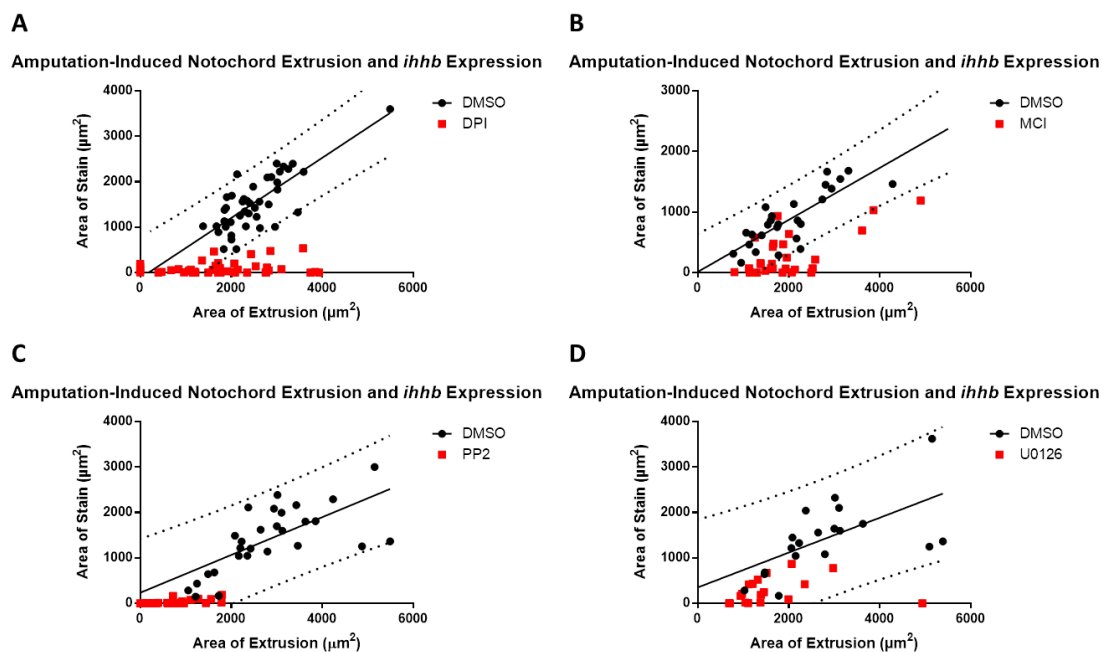 A
Amputation-Induced Notochord Extrusion and ihhb Expression
4000
3000
2000
1000
0
0
2000
4000
6000
Area of Stain (µm²)
Area of Extrusion (µm²)
DMSO
DPI
B
Amputation-Induced Notochord Extrusion and ihhb Expression
3000
2000
1000
0
0
2000
4000
6000
Area of Stain (µm²)
Area of Extrusion (µm²)
DMSO
MCI
C
Amputation-Induced Notochord Extrusion and ihhb Expression
4000
3000
2000
1000
0
0
2000
4000
6000
Area of Stain (µm²)
Area of Extrusion (μm²)
DMSO
PP2
D
Amputation-Induced Notochord Extrusion and ihhb Expression
4000
3000
2000
1000
0
0
2000
4000
6000
Area of Stain (µm²)
Area of Extrusion (µm²)
DMSO
U0126